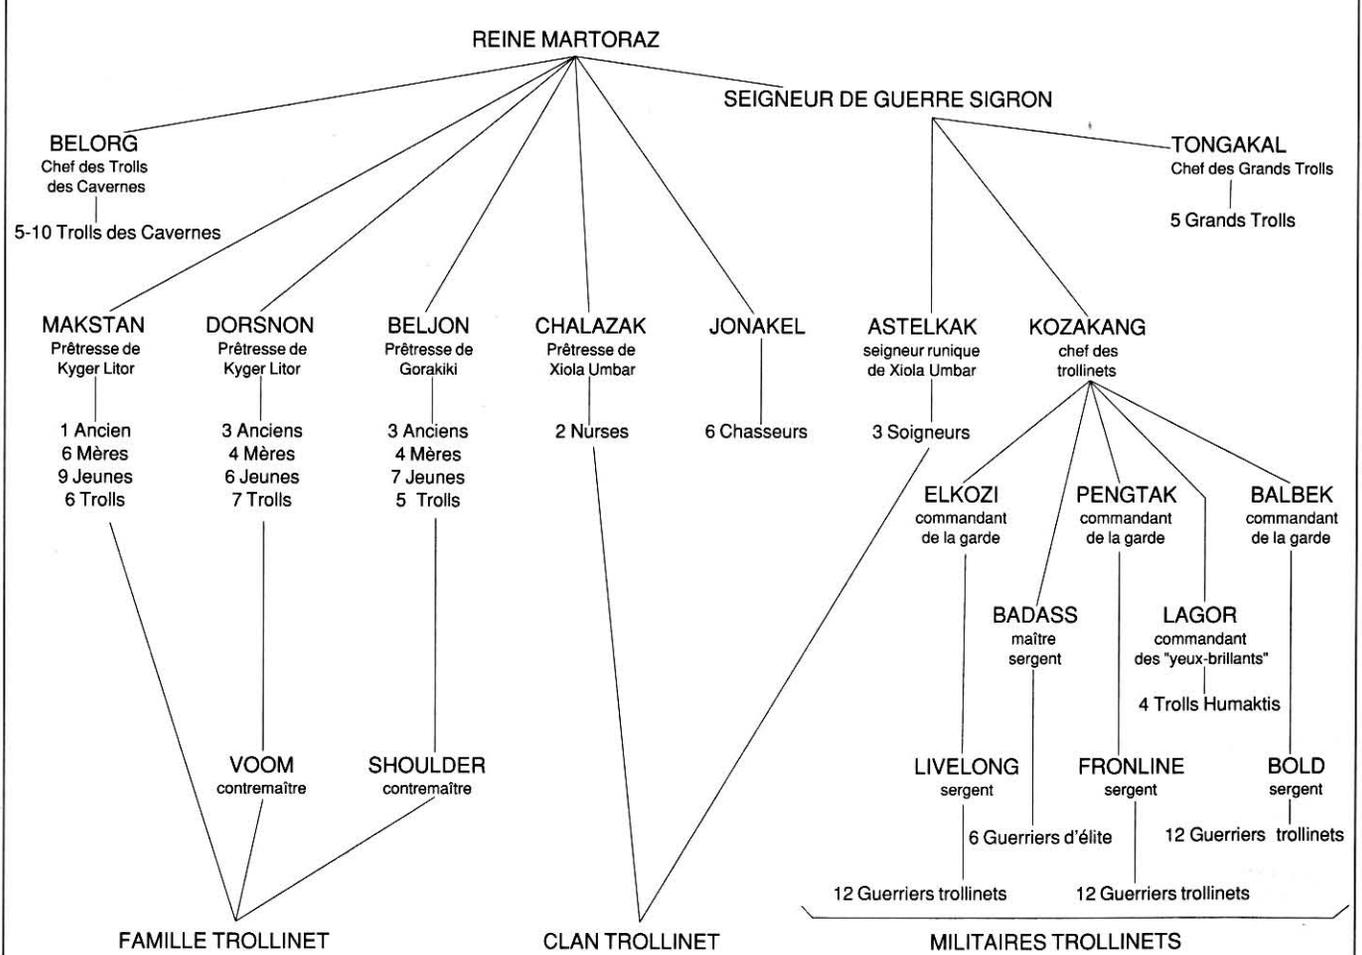 REINE MARTORAZ
SEIGNEUR DE GUERRE SIGRON
BELORG
Chef des Trolls
des Cavernes
5-10 Trolls des Cavernes
TONGAKAL
Chef des Grands Trolls
5 Grands Trolls
MAKSTAN
Prêtresse de
Kyger Litor
1 Ancien
6 Mères
9 Jeunes
6 Trolls
DORSNON
Prêtresse de
Kyger Litor
3 Anciens
4 Mères
6 Jeunes
7 Trolls
BELJON
Prêtresse de
Gorakiki
3 Anciens
4 Mères
7 Jeunes
5 Trolls
CHALAZAK
Prêtresse de
Xiola Umbar
2 Nurses
JONAKEL
6 Chasseurs
ASTELKAK
seigneur runique
de Xiola Umbar
3 Soigneurs
KOZAKANG
chef des
trollinets
ELKOZI
commandant
de la garde
PENGTAK
commandant
de la garde
BALBEK
commandant
de la garde
BADASS
maître
sergent
LAGOR
commandant
des "yeux-brillants"
4 Trolls Humaktis
VOOM
contremaître
SHOULDER
contremaître
LIVELONG
sergent
FRONLINE
sergent
BOLD
sergent
6 Guerriers d'élite
12 Guerriers trollinets
12 Guerriers trollinets
12 Guerriers trollinets
FAMILLE TROLLINET
CLAN TROLLINET
MILITAIRES TROLLINETS